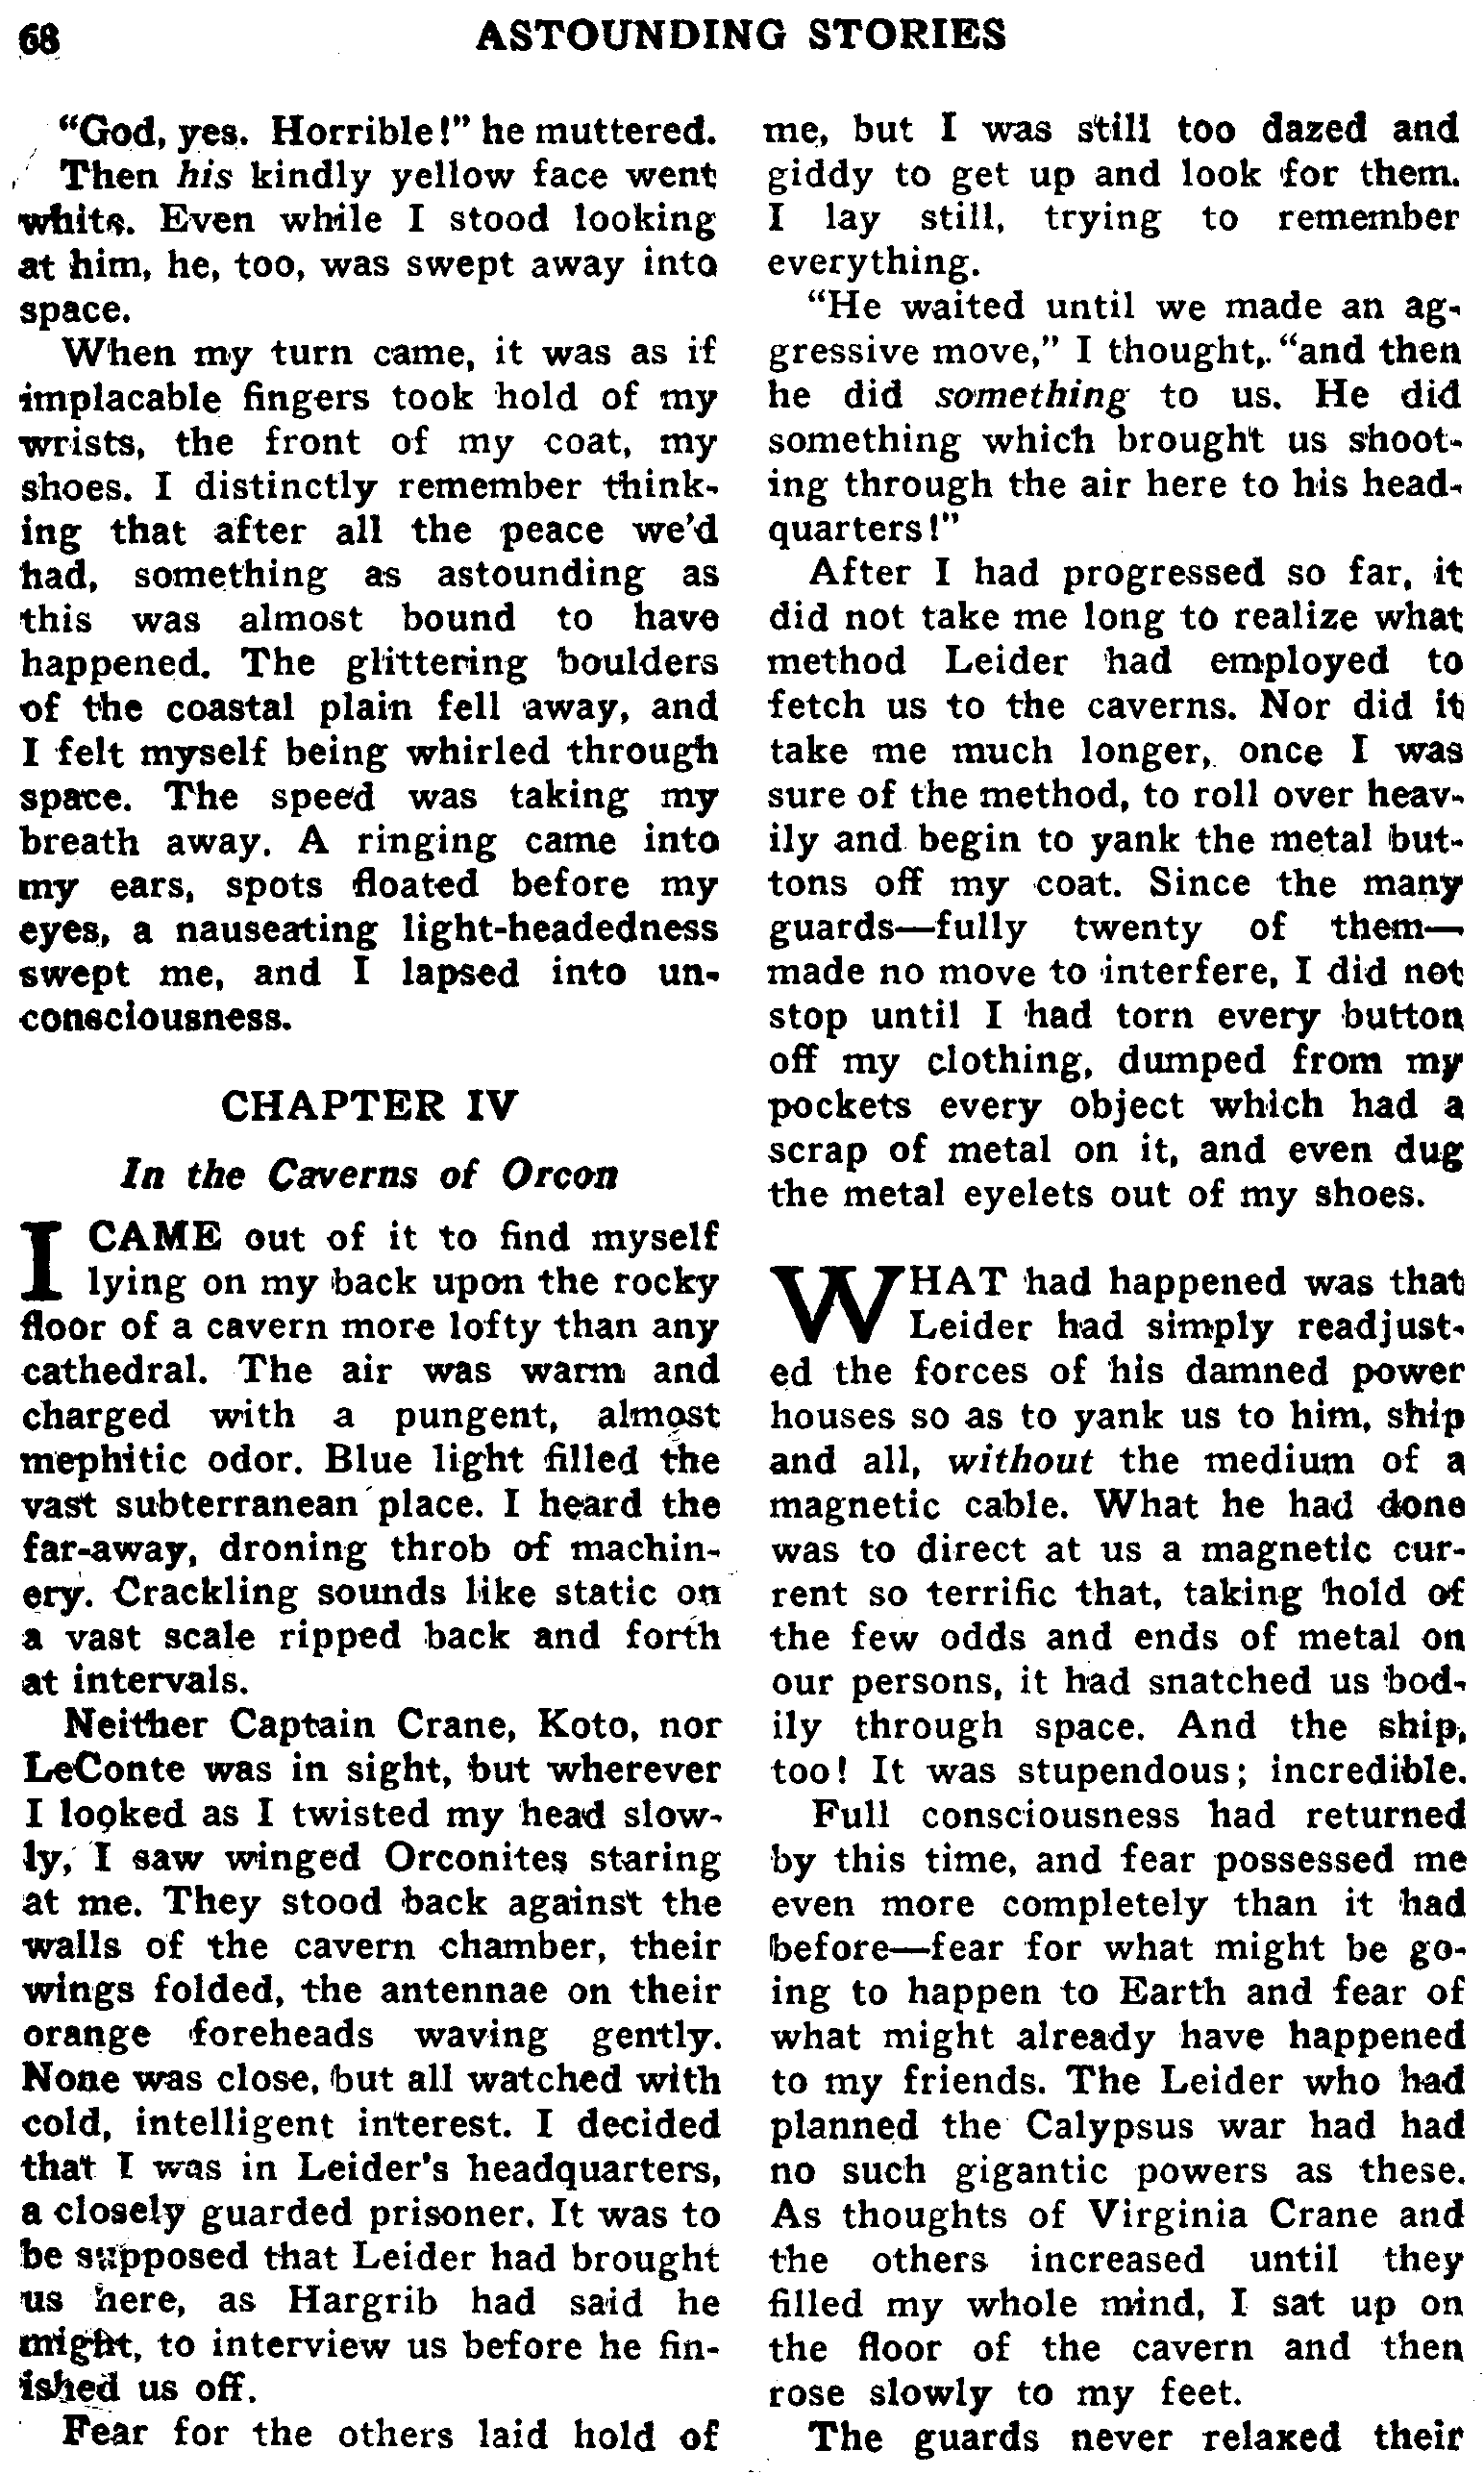 68
ASTOUNDING STORIES
"God, yes. Horrible!" he muttered.
Then his kindly yellow face went
white. Even while I stood looking
at him, he, too, was swept away into
space.
When my turn came, it was as if
implacable fingers took hold of my
wrists, the front of my coat, my
shoes. I distinctly remember think-
ing that after all the peace we'd
had, something as astounding as
this was almost bound to have
happened. The glittering boulders
of the coastal plain fell away, and
I felt myself being whirled through
space. The speed was taking my
breath away. A ringing came into
my ears, spots floated before my
eyes, a nauseating light-headedness
swept me, and I lapsed into un-
consciousness.
CHAPTER IV
In the Caverns of Orcon
I CAME out of it to find myself
lying on my back upon the rocky
floor of a cavern more lofty than any
cathedral. The air was warm and
charged with a pungent, almost
mephitic odor. Blue light filled the
vast subterranean place. I heard the
far-away, droning throb of machin-
ery. Crackling sounds like static on
a vast scale ripped back and forth
at intervals.
Neither Captain Crane, Koto, nor
LeConte was in sight, but wherever
I looked as I twisted my head slow-
ly, I saw winged Orconites staring
at me. They stood back against the
walls of the cavern chamber, their
wings folded, the antennae on their
orange foreheads waving gently.
None was close, but all watched with
cold, intelligent interest. I decided
that I was in Leider's headquarters,
a closely guarded prisoner. It was to
be supposed that Leider had brought
us here, as Hargrib had said he
might, to interview us before he fin-
ished us off.
Fear for the others laid hold of
me, but I was still too dazed and
giddy to get up and look for them.
I lay still, trying to remember
everything.
"He waited until we made an ag-
gressive move," I thought, "and then
he did something to us. He did
something which brought us shoot-
ing through the air here to his head-
quarters!"
After I had progressed so far, it
did not take me long to realize what
method Leider had employed to
fetch us to the caverns. Nor did it
take me much longer, once I was
sure of the method, to roll over heav-
ily and begin to yank the metal but-
tons off my coat. Since the many
guards—fully twenty of them—
made no move to interfere, I did not
stop until I had torn every button
off my clothing, dumped from my
pockets every object which had a
scrap of metal on it, and even dug
the metal eyelets out of my shoes.
WHAT had happened was that
Leider had simply readjust-
ed the forces of his damned power
houses so as to yank us to him, ship
and all, without the medium of a
magnetic cable. What he had done
was to direct at us a magnetic cur-
rent so terrific that, taking hold of
the few odds and ends of metal on
our persons, it had snatched us bod-
ily through space. And the ship,
too! It was stupendous; incredible.
Full consciousness had returned
by this time, and fear possessed me
even more completely than it had
before—fear for what might be go-
ing to happen to Earth and fear of
what might already have happened
to my friends. The Leider who had
planned the Calypsus war had had
no such gigantic powers as these.
As thoughts of Virginia Crane and
the others increased until they
filled my whole mind, I sat up on
the floor of the cavern and then
rose slowly to my feet.
The guards never relaxed their